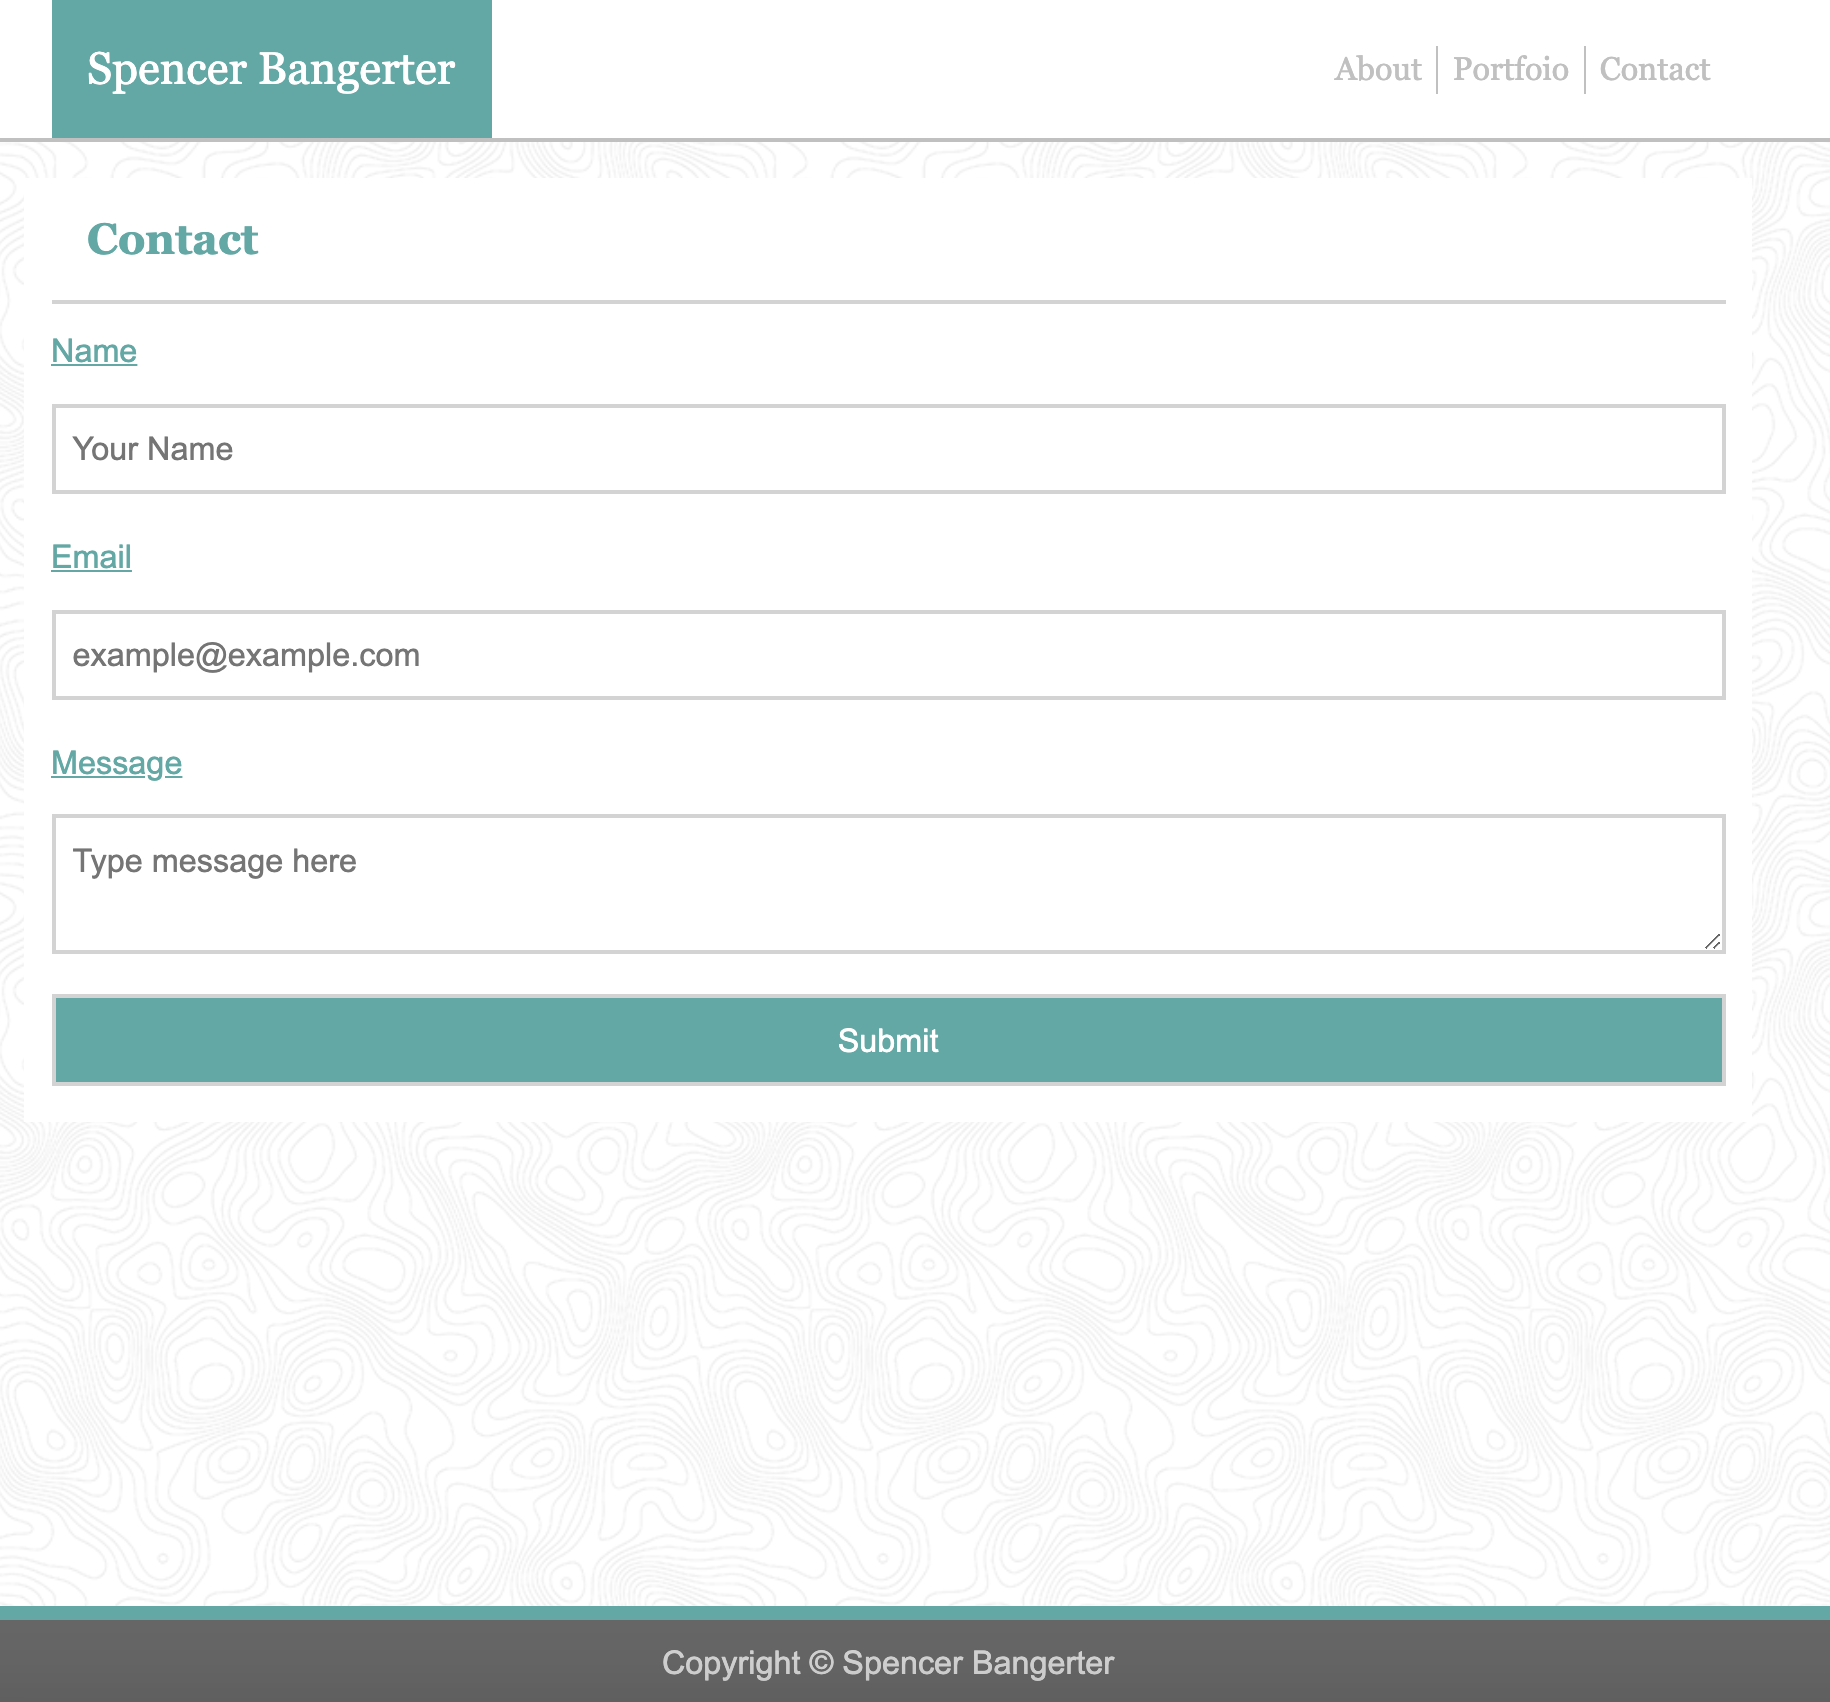 Spencer Bangerter
About
Portfoio
Contact
Contact
Name
Your Name
Email
example@example.com
Message
Type message here
Submit
Copyright © Spencer Bangerter